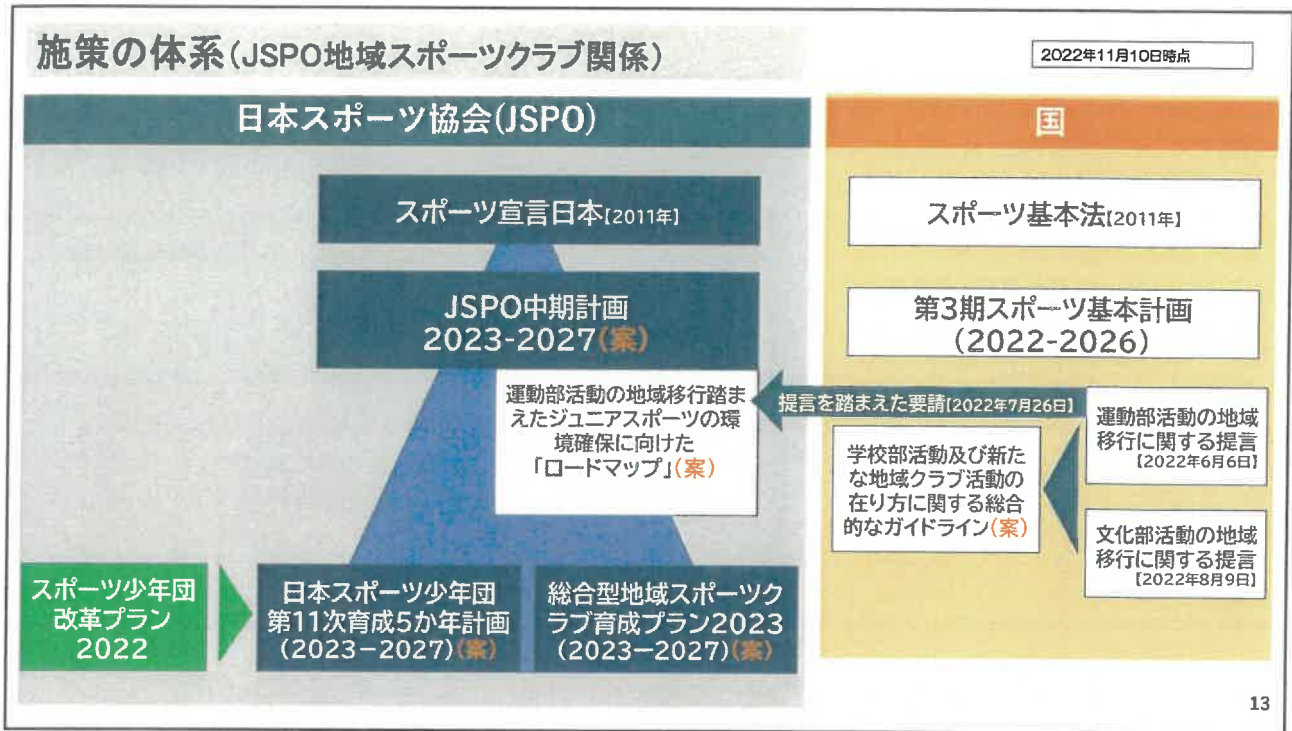 施策の体系(JSPO地域スポーツクラブ関係)
2022年11月10日時点
日本スポーツ協会(JSPO)
スポーツ宣言日本【2011年】
JSPO中期計画
2023-2027(案)
運動部活動の地域移行踏ま
えたジュニアスポーツの環
境確保に向けた
「ロードマップ」(案)
スポーツ少年団
改革プラン
2022
日本スポーツ少年団
第11次育成5か年計画
(2023−2027)(案)
総合型地域スポーツク
ラブ育成プラン2023
(2023−2027)(案)
国
スポーツ基本法【2011年】
第3期スポーツ基本計画
(2022-2026)
提言を踏まえた要請【2022年7月26日】
学校部活動及び新た
な地域クラブ活動の
在り方に関する総合
的なガイドライン(案)
運動部活動の地域
移行に関する提言
【2022年6月6日】
文化部活動の地域
移行に関する提言
【2022年8月9日】
13